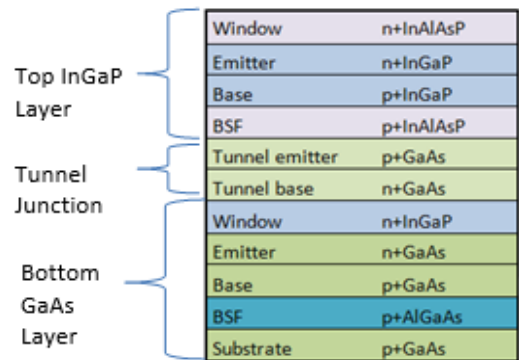 Top InGaP
Layer
Tunnel
Junction
Bottom
GaAs
Layer
Window n+InAlAsP
Emitter n+InGaP
Base p+InGaP
BSF p+InAlAsP
Tunnel emitter p+GaAs
Tunnel base n+GaAs
Window n+InGaP
Emitter n+GaAs
Base p+GaAs
BSF p+AlGaAs
Substrate p+GaAs